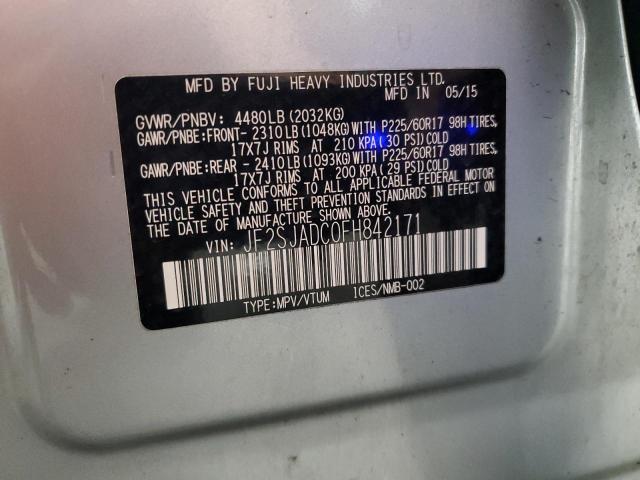 MFD BY FUJI HEAVY INDUSTRIES LTD.
MFD IN 05/15
GVWR/PNBV: 4480LB (2032KG)
GAWR/PNBE:FRONT-2310LB (1048KG)WITH P225/60R17 98H TIRES,
17X7J RIMS AT 210 KPA( 30 PSI)COLD
GAWR/PNBE:REAR -2410LB (1093KG)WITH P225/60R17 98H TIRES,
17X7J RIMS AT 200 KPA( 29 PSI)COLD
THIS VEHICLE CONFORMS TO ALL APPLICABLE FEDERAL MOTOR
VEHICLE SAFETY AND THEFT PREVENTION STANDARDS IN EFFECT ON
THE DATE OF MANUFACTURE SHOWN ABOVE.
VIN: JF2SJADC0FH842171
TYPE:MPV/VTUM ICES/NMB-002